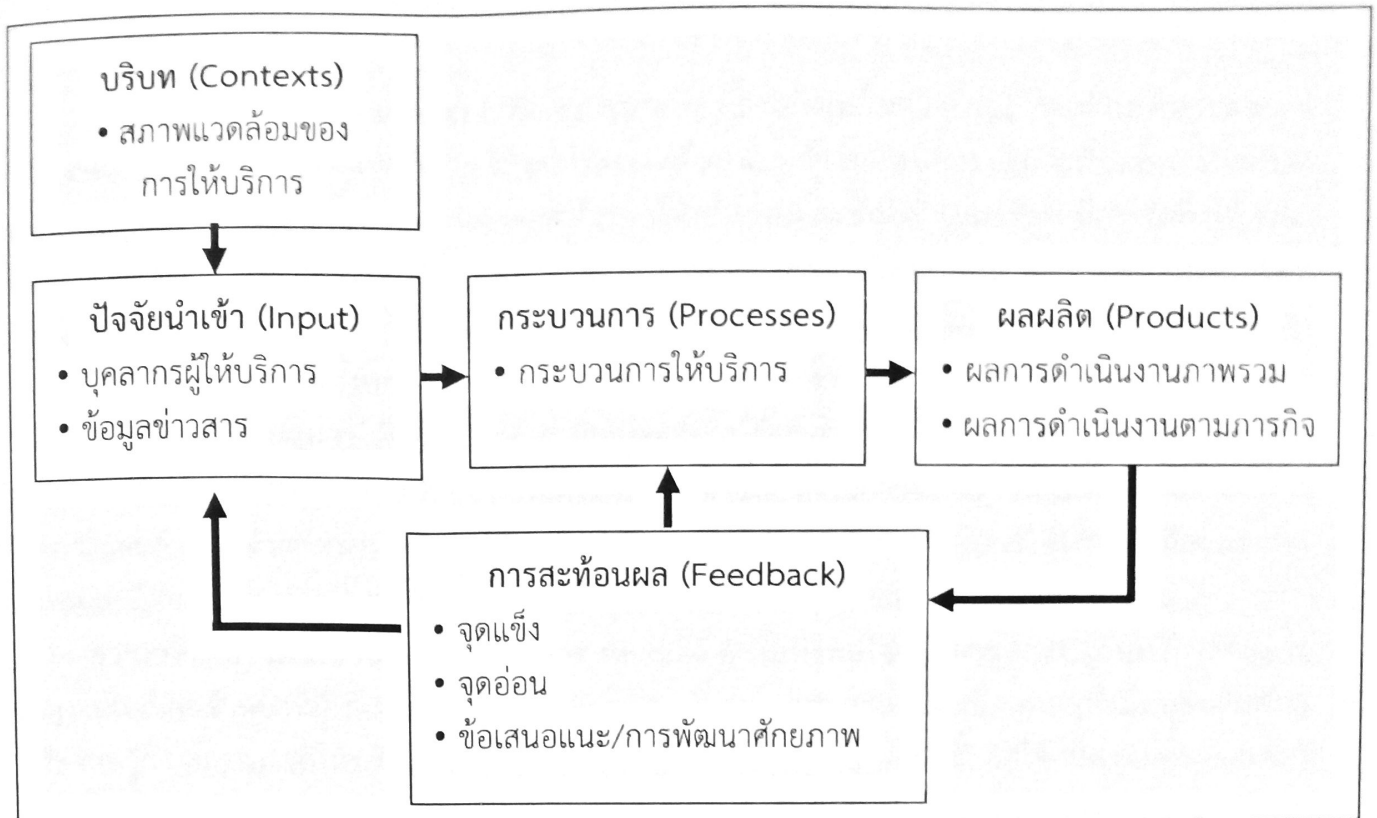 บริบท (Contexts)
• สภาพแวดล้อมของ
การให้บริการ
ปัจจัยนำเข้า (Input)
• บุคลากรผู้ให้บริการ
• ข้อมูลข่าวสาร
กระบวนการ (Processes)
• กระบวนการให้บริการ
ผลผลิต (Products)
• ผลการดำเนินงานภาพรวม
• ผลการดำเนินงานตามภารกิจ
การสะท้อนผล (Feedback)
• จุดแข็ง
• จุดอ่อน
• ข้อเสนอแนะ/การพัฒนาศักยภาพ